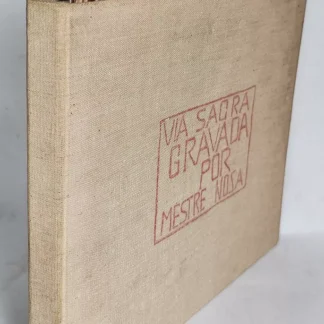 VIA SACRA
GRAVADA
POR
MESTRE NOSA